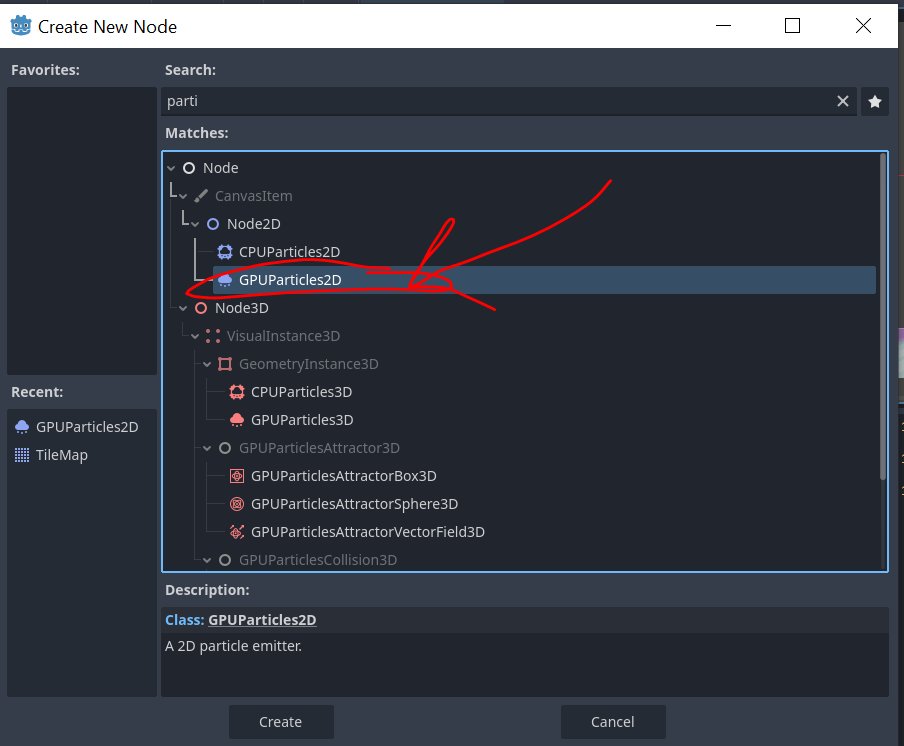 Create New Node
Favorites:
Search:
parti
Matches:
Node
CanvasItem
Node2D
CPUParticles2D
GPUParticles2D
Node3D
VisualInstance3D
GeometryInstance3D
CPUParticles3D
GPUParticles3D
GPUParticlesAttractor3D
GPUParticlesAttractorBox3D
GPUParticlesAttractorSphere3D
GPUParticlesAttractorVectorField3D
GPUParticlesCollision3D
Recent:
GPUParticles2D
TileMap
Description:
Class: GPUParticles2D
A 2D particle emitter.
Create
Cancel